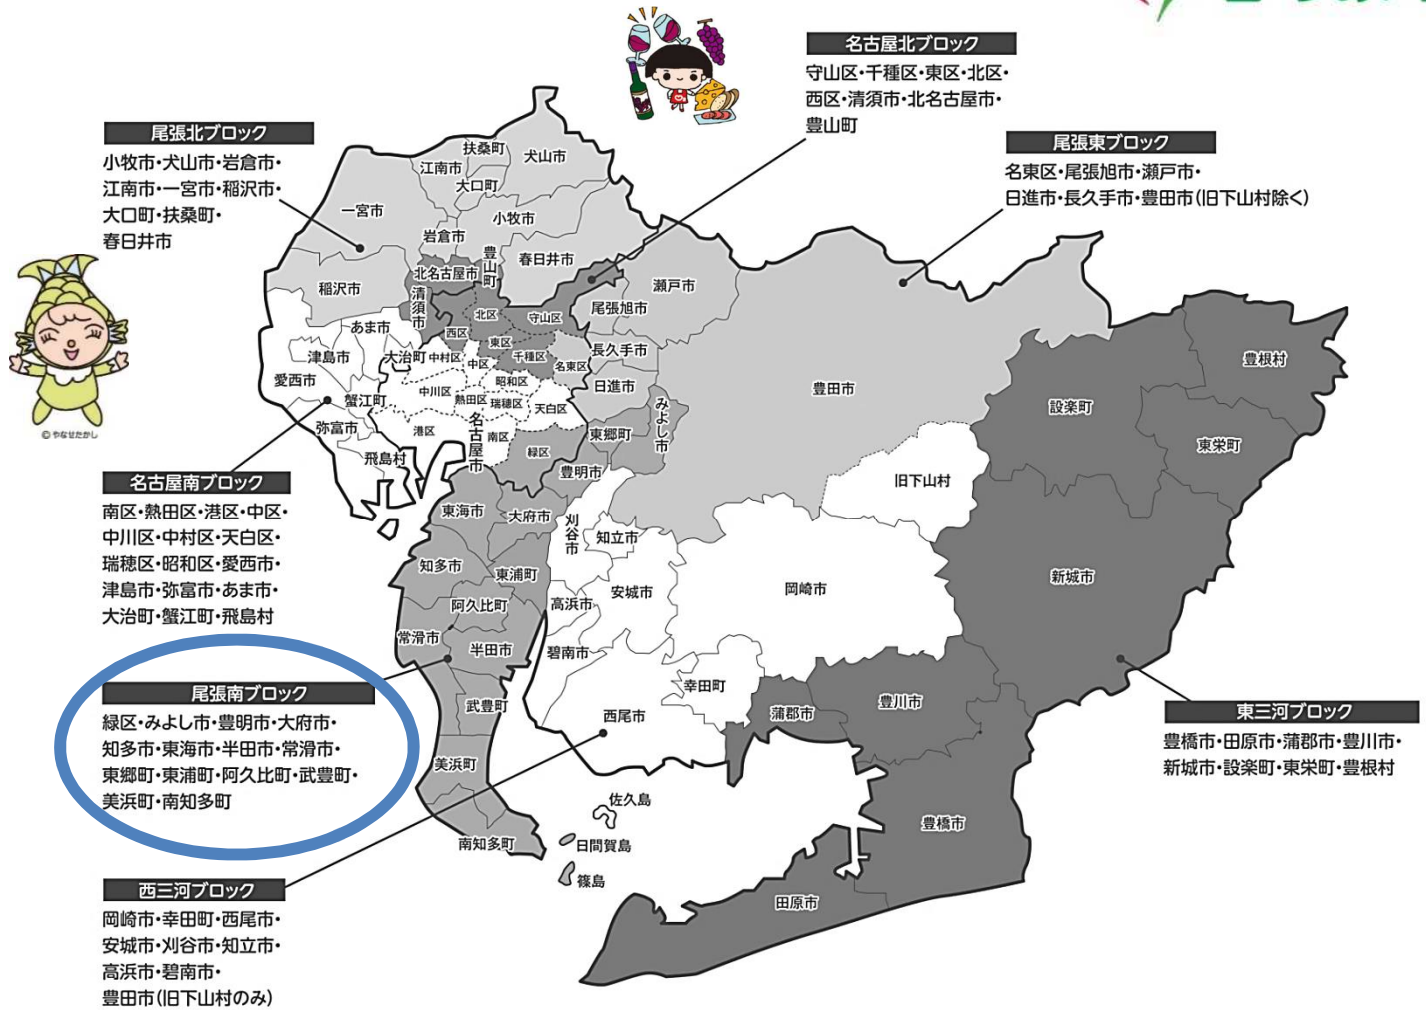 名古屋北ブロック
守山区・千種区・東区・北区・
西区・清須市・北名古屋市・
豊山町
尾張北ブロック
小牧市・犬山市・岩倉市・
江南市・一宮市・稲沢市・
大口町・扶桑町・
春日井市
尾張東ブロック
名東区・尾張旭市・瀬戸市・
日進市・長久手市・豊田市(旧下山村除く)
扶桑町
犬山市
江南市
大口町
一宮市
小牧市
岩倉市
豊山町
春日井市
北名古屋市
稲沢市
清須市
瀬戸市
尾張旭市
北区
守山区
西区
東区
あま市
津島市
大治町
中村区
中区
千種区
名東区
長久手市
愛西市
昭和区
日進市
中川区
熱田区
瑞穂区
天白区
蟹江町
みよし市
豊田市
豊根村
設楽町
東栄町
弥富市
港区
名古屋市
南区
緑区
東郷町
飛島村
豊明市
旧下山村
© やなせたかし
名古屋南ブロック
南区・熱田区・港区・中区・
中川区・中村区・天白区・
瑞穂区・昭和区・愛西市・
津島市・弥富市・あま市・
大治町・蟹江町・飛島村
東海市
大府市
刈谷市
知立市
知多市
東浦町
安城市
岡崎市
新城市
阿久比町
高浜市
常滑市
半田市
碧南市
幸田町
武豊町
西尾市
蒲郡市
豊川市
美浜町
佐久島
南知多町
日間賀島
篠島
豊橋市
田原市
尾張南ブロック
緑区・みよし市・豊明市・大府市・
知多市・東海市・半田市・常滑市・
東郷町・東浦町・阿久比町・武豊町・
美浜町・南知多町
東三河ブロック
豊橋市・田原市・蒲郡市・豊川市・
新城市・設楽町・東栄町・豊根村
西三河ブロック
岡崎市・幸田町・西尾市・
安城市・刈谷市・知立市・
高浜市・碧南市・
豊田市(旧下山村のみ)